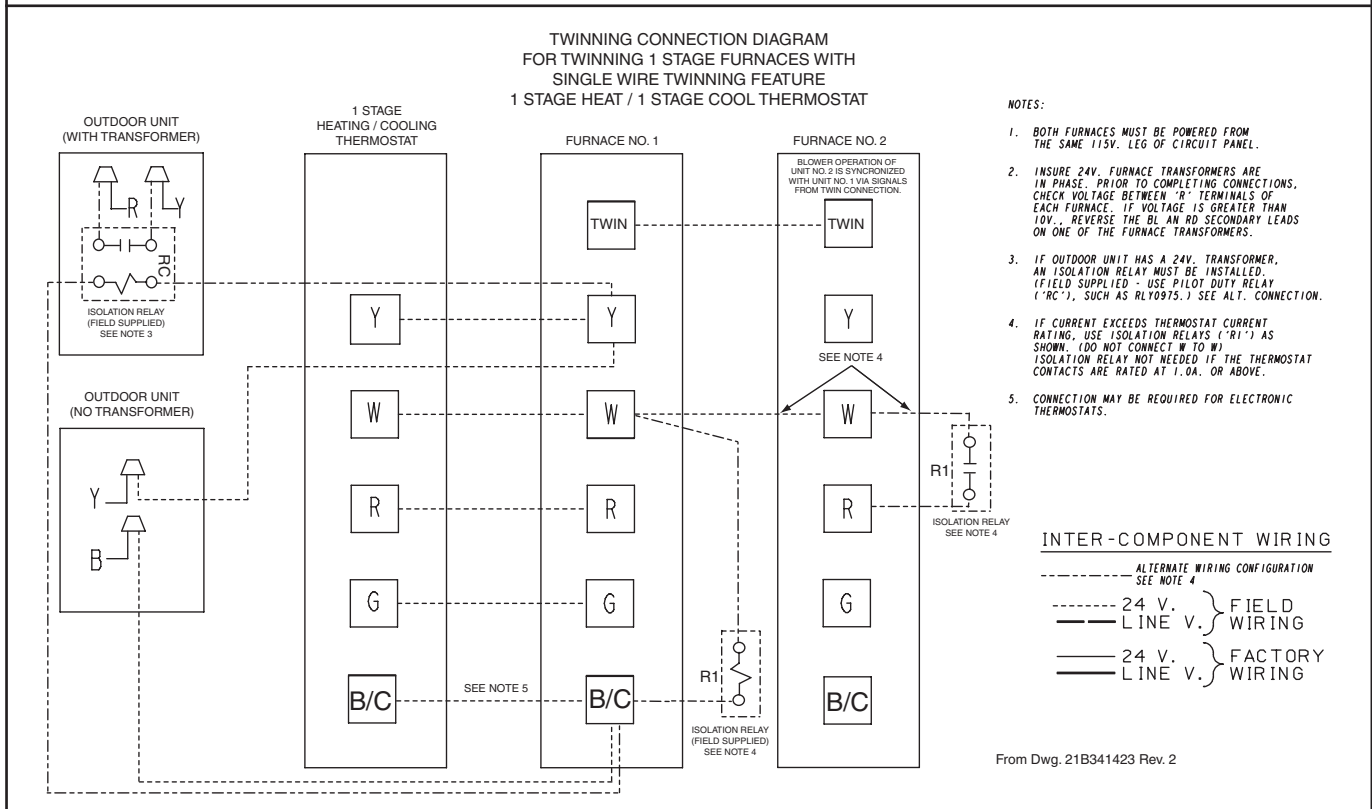 TWINNING CONNECTION DIAGRAM
FOR TWINNING 1 STAGE FURNACES WITH
SINGLE WIRE TWINNING FEATURE
1 STAGE HEAT / 1 STAGE COOL THERMOSTAT
OUTDOOR UNIT
(WITH TRANSFORMER)
R
Y
RC
ISOLATION RELAY
(FIELD SUPPLIED)
SEE NOTE 3
OUTDOOR UNIT
(NO TRANSFORMER)
Y
B
1 STAGE
HEATING / COOLING
THERMOSTAT
Y
W
R
G
B/C
SEE NOTE 5
FURNACE NO. 1
TWIN
Y
W
R
G
B/C
R1
ISOLATION RELAY
(FIELD SUPPLIED)
SEE NOTE 4
FURNACE NO. 2
BLOWER OPERATION OF
UNIT NO. 2 IS SYNCRONIZED
WITH UNIT NO. 1 VIA SIGNALS
FROM TWIN CONNECTION.
TWIN
Y
SEE NOTE 4
W
R
G
B/C
R1
ISOLATION RELAY
SEE NOTE 4
NOTES:
1. BOTH FURNACES MUST BE POWERED FROM
THE SAME 115V. LEG OF CIRCUIT PANEL.
2. INSURE 24V. FURNACE TRANSFORMERS ARE
IN PHASE. PRIOR TO COMPLETING CONNECTIONS,
CHECK VOLTAGE BETWEEN 'R' TERMINALS OF
EACH FURNACE. IF VOLTAGE IS GREATER THAN
10V., REVERSE THE BL AN RD SECONDARY LEADS
ON ONE OF THE FURNACE TRANSFORMERS.
3. IF OUTDOOR UNIT HAS A 24V. TRANSFORMER,
AN ISOLATION RELAY MUST BE INSTALLED.
(FIELD SUPPLIED - USE PILOT DUTY RELAY
('RC'), SUCH AS RLY0975.) SEE ALT. CONNECTION.
4. IF CURRENT EXCEEDS THERMOSTAT CURRENT
RATING, USE ISOLATION RELAYS ('R1') AS
SHOWN. (DO NOT CONNECT W TO W)
ISOLATION RELAY NOT NEEDED IF THE THERMOSTAT
CONTACTS ARE RATED AT 1.0A. OR ABOVE.
5. CONNECTION MAY BE REQUIRED FOR ELECTRONIC
THERMOSTATS.
INTER-COMPONENT WIRING
ALTERNATE WIRING CONFIGURATION
SEE NOTE 4
24 V.
LINE V.
FIELD
WIRING
24 V.
LINE V.
FACTORY
WIRING
From Dwg. 21B341423 Rev. 2